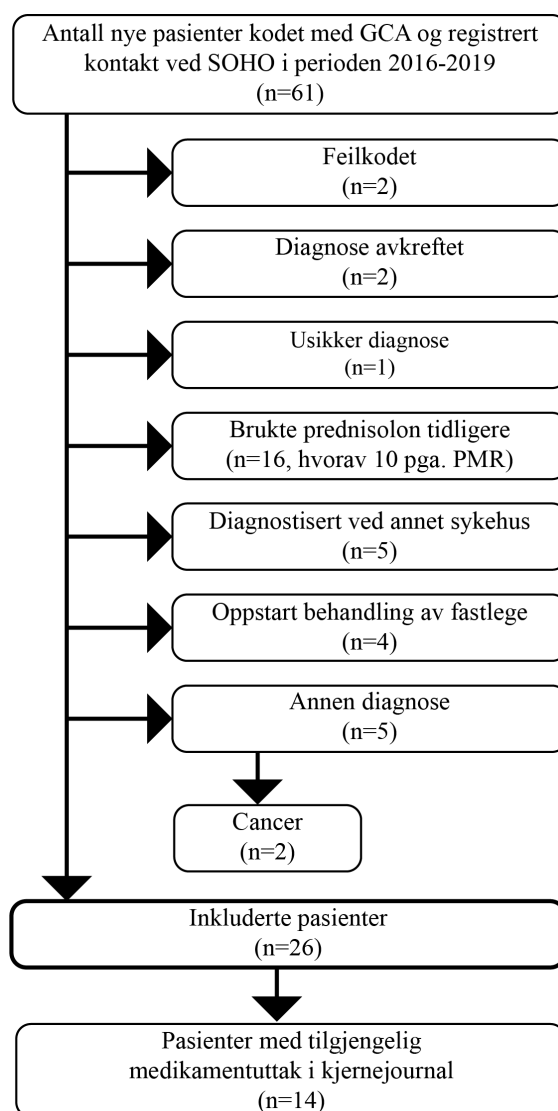 Antall nye pasienter kodet med GCA og registrert
kontakt ved SOHO i perioden 2016-2019
(n=61)
Feilkodet
(n=2)
Diagnose avkreftet
(n=2)
Usikker diagnose
(n=1)
Brukte prednisolon tidligere
(n=16, hvorav 10 pga. PMR)
Diagnostisert ved annet sykehus
(n=5)
Oppstart behandling av fastlege
(n=4)
Annen diagnose
(n=5)
Cancer
(n=2)
Inkluderte pasienter
(n=26)
Pasienter med tilgjengelig
medikamentuttak i kjernejournal
(n=14)